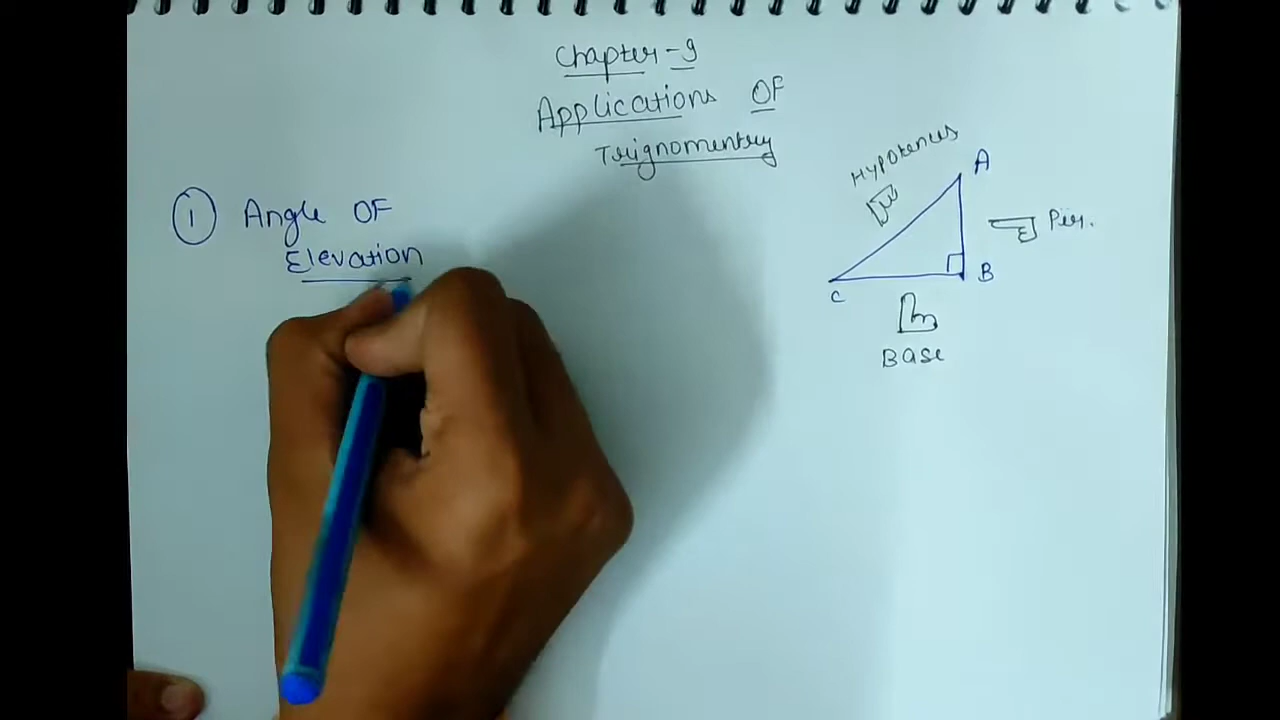 Chapter-9
Applications OF
Trignomentry
① Angle OF
Elevation
Hypotenus
A
Per.
B
C
Base